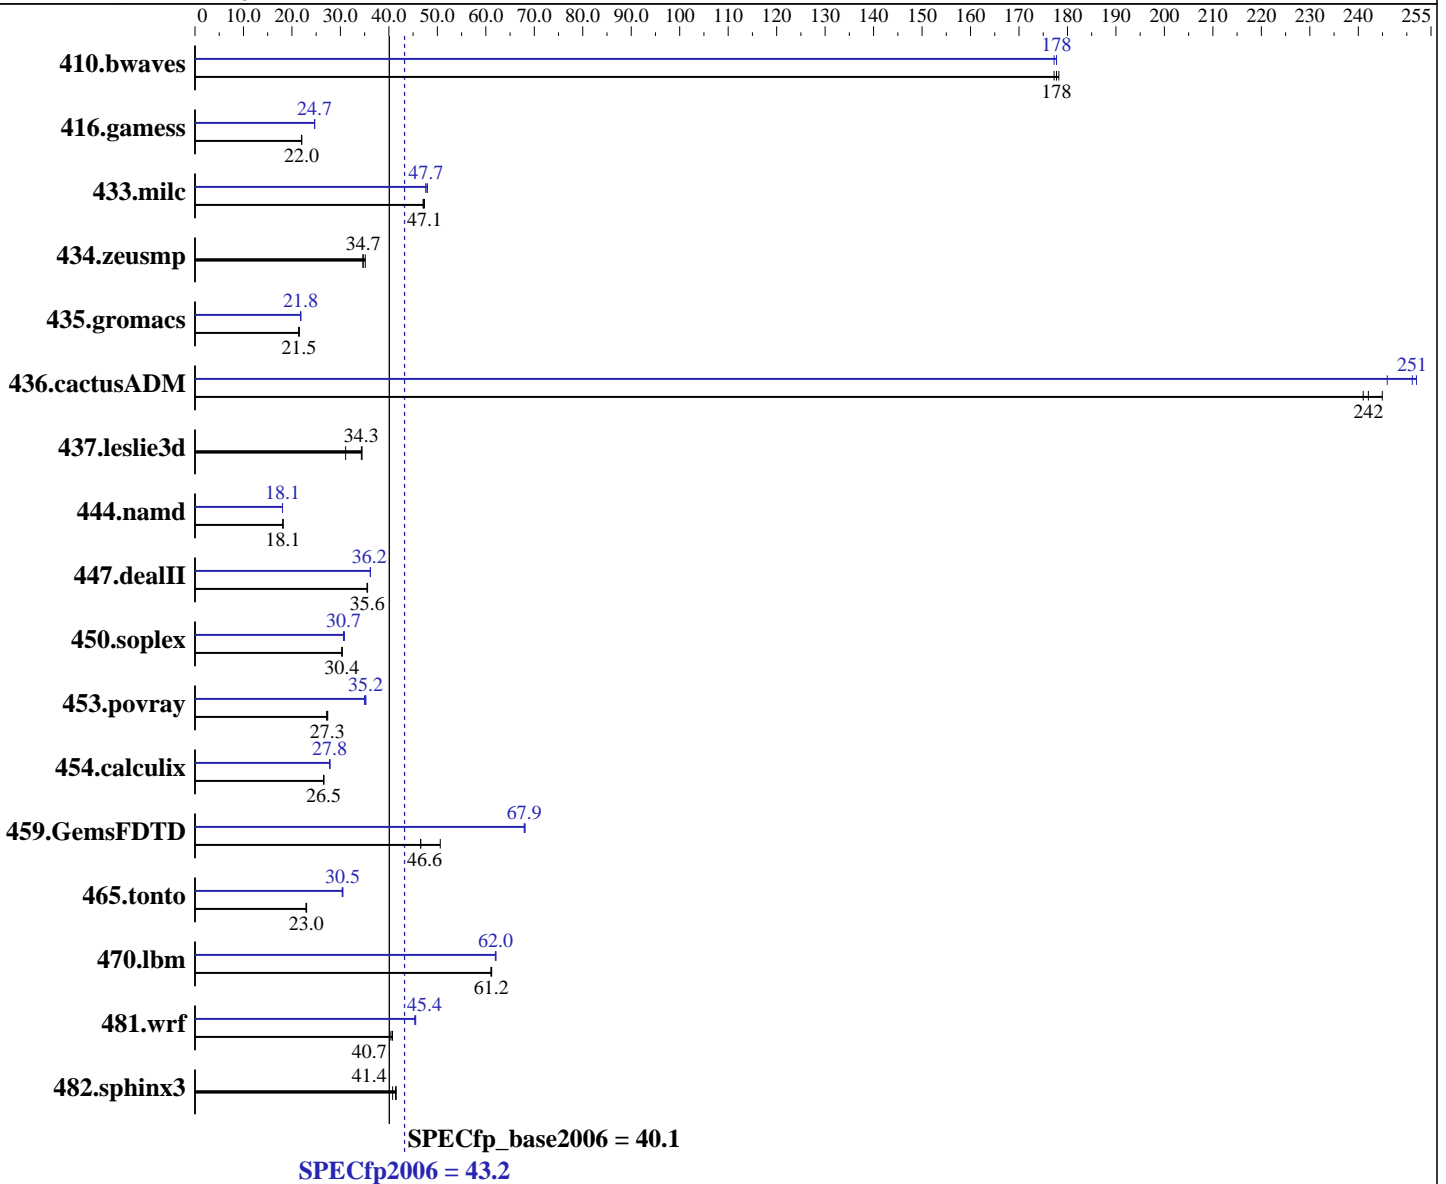 0 10.0 20.0 30.0 40.0 50.0 60.0 70.0 80.0 90.0 100 110 120 130 140 150 160 170 180 190 200 210 220 230 240 255
178
410.bwaves
178
24.7
416.gamess
22.0
47.7
433.milc
47.1
34.7
434.zeusmp
21.8
435.gromacs
21.5
251
436.cactusADM
242
34.3
437.leslie3d
18.1
444.namd
18.1
36.2
447.dealII
35.6
30.7
450.soplex
30.4
35.2
453.povray
27.3
27.8
454.calculix
26.5
67.9
459.GemsFDTD
46.6
30.5
465.tonto
23.0
62.0
470.lbm
61.2
45.4
481.wrf
40.7
41.4
482.sphinx3
SPECfp_base2006 = 40.1
SPECfp2006 = 43.2